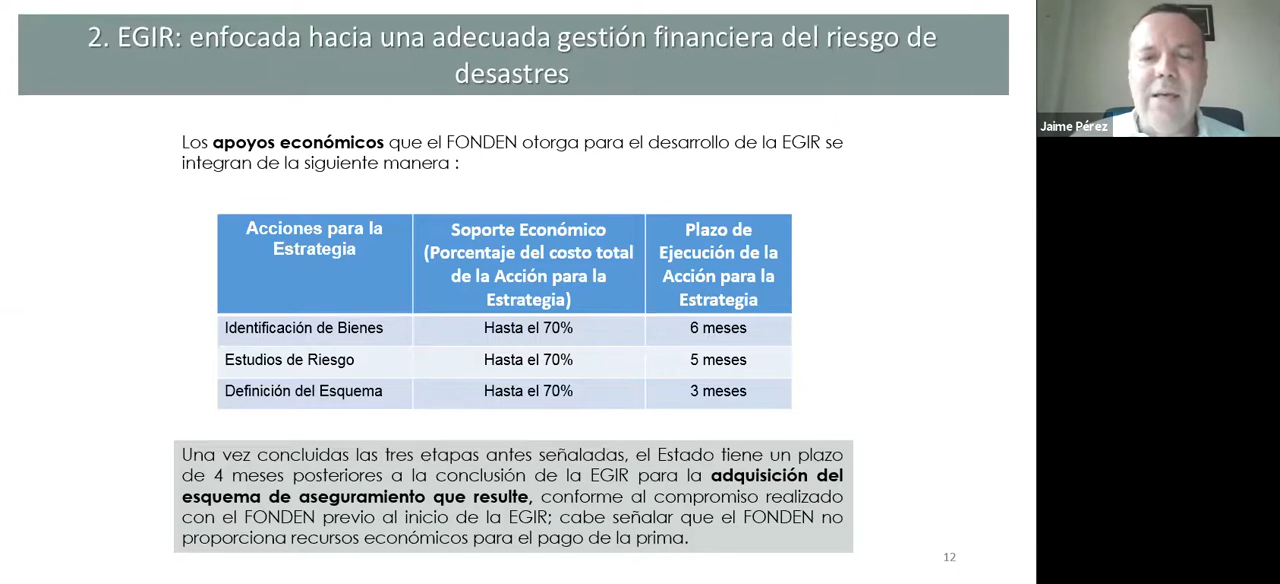 2. EGIR: enfocada hacia una adecuada gestión financiera del riesgo de
desastres
Jaime Pérez
Los apoyos económicos que el FONDEN otorga para el desarrollo de la EGIR se
integran de la siguiente manera :
Acciones para la
Estrategia
Soporte Económico
(Porcentaje del costo total
de la Acción para la
Estrategia)
Plazo de
Ejecución de la
Acción para la
Estrategia
Identificación de Bienes
Hasta el 70%
6 meses
Estudios de Riesgo
Hasta el 70%
5 meses
Definición del Esquema
Hasta el 70%
3 meses
Una vez concluidas las tres etapas antes señaladas, el Estado tiene un plazo
de 4 meses posteriores a la conclusión de la EGIR para la adquisición del
esquema de aseguramiento que resulte, conforme al compromiso realizado
con el FONDEN previo al inicio de la EGIR; cabe señalar que el FONDEN no
proporciona recursos económicos para el pago de la prima.
12